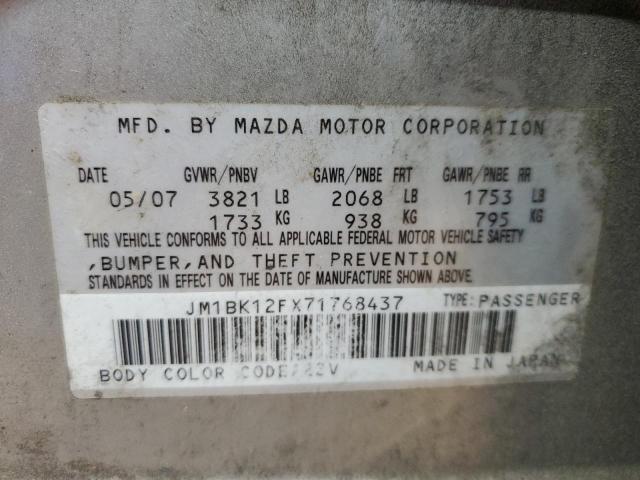 MFD. BY MAZDA MOTOR CORPORATION
DATE GVWR/PNBV GAWR/PNBE FRT GAWR/PNBE RR
05/07 3821 LB 2068 LB 1753 LB
1733 KG 938 KG 795 KG
THIS VEHICLE CONFORMS TO ALL APPLICABLE FEDERAL MOTOR VEHICLE SAFETY
,BUMPER,AND THEFT PREVENTION
STANDARDS IN EFFECT ON THE DATE OF MANUFACTURE SHOWN ABOVE.
JM1BK12FX71768437 TYPE:PASSENGER
BODY COLOR CODE: MADE IN JAPAN